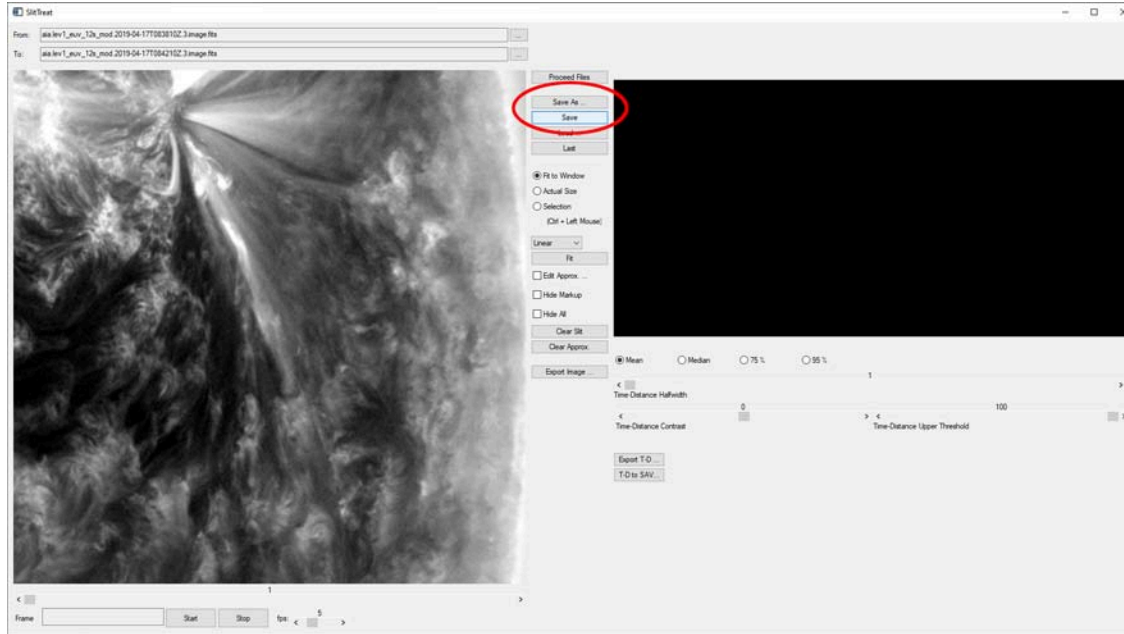 SlitTreat
From: aia.lev1_euv_12s_mod.2019-04-17T083810Z.3.image.fits ...
To: aia.lev1_euv_12s_mod.2019-04-17T084210Z.3.image.fits ...
Proceed Files
Save As ...
Save
Load ...
Last
Fit to Window
Actual Size
Selection
(Ctrl + Left Mouse)
Linear
Fit
Edit Approx. ...
Hide Markup
Hide All
Clear Slit
Clear Approx.
Export Image ...
Mean Median 75 % 95 %
1
Time-Distance Halfwidth
0 100
Time-Distance Contrast Time-Distance Upper Threshold
Export T-D ...
T-D to SAV...
1
Frame Start Stop fps: 5